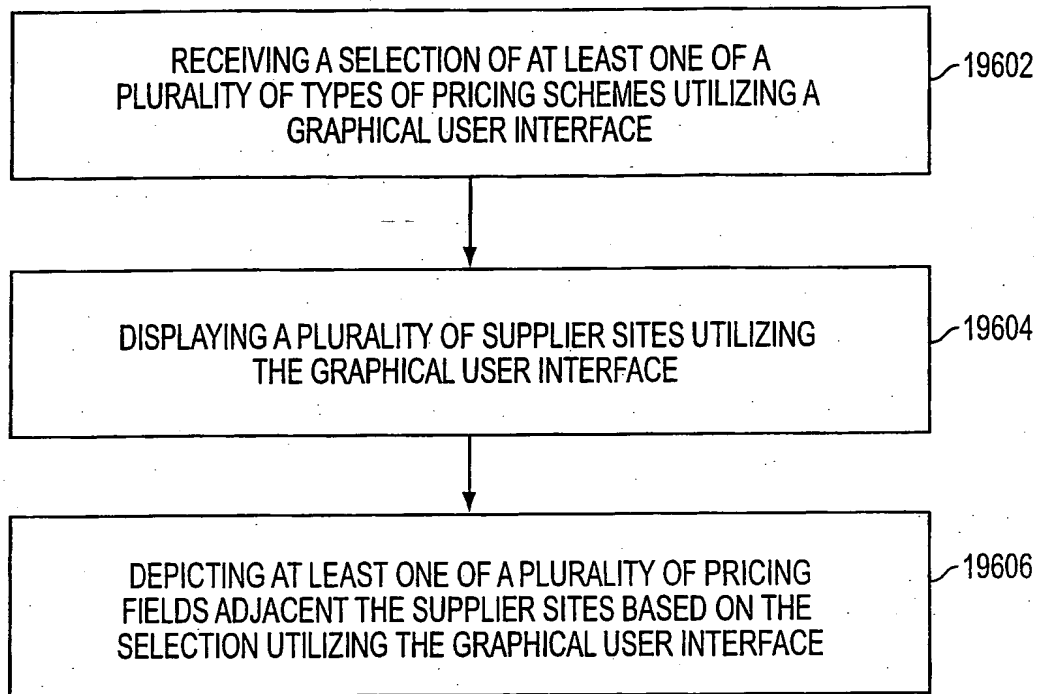 RECEIVING A SELECTION OF AT LEAST ONE OF A
PLURALITY OF TYPES OF PRICING SCHEMES UTILIZING A
GRAPHICAL USER INTERFACE
19602
DISPLAYING A PLURALITY OF SUPPLIER SITES UTILIZING
THE GRAPHICAL USER INTERFACE
19604
DEPICTING AT LEAST ONE OF A PLURALITY OF PRICING
FIELDS ADJACENT THE SUPPLIER SITES BASED ON THE
SELECTION UTILIZING THE GRAPHICAL USER INTERFACE
19606